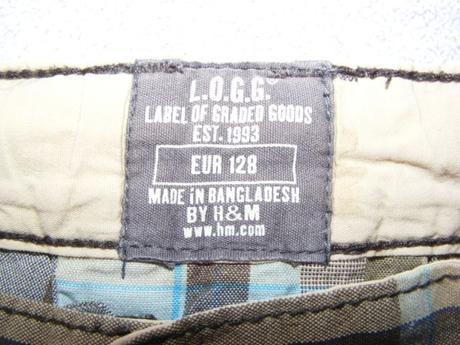 L.O.G.G.
LABEL OF GRADED GOODS
EST. 1993
EUR 128
MADE IN BANGLADESH
BY H&M
www.hm.com